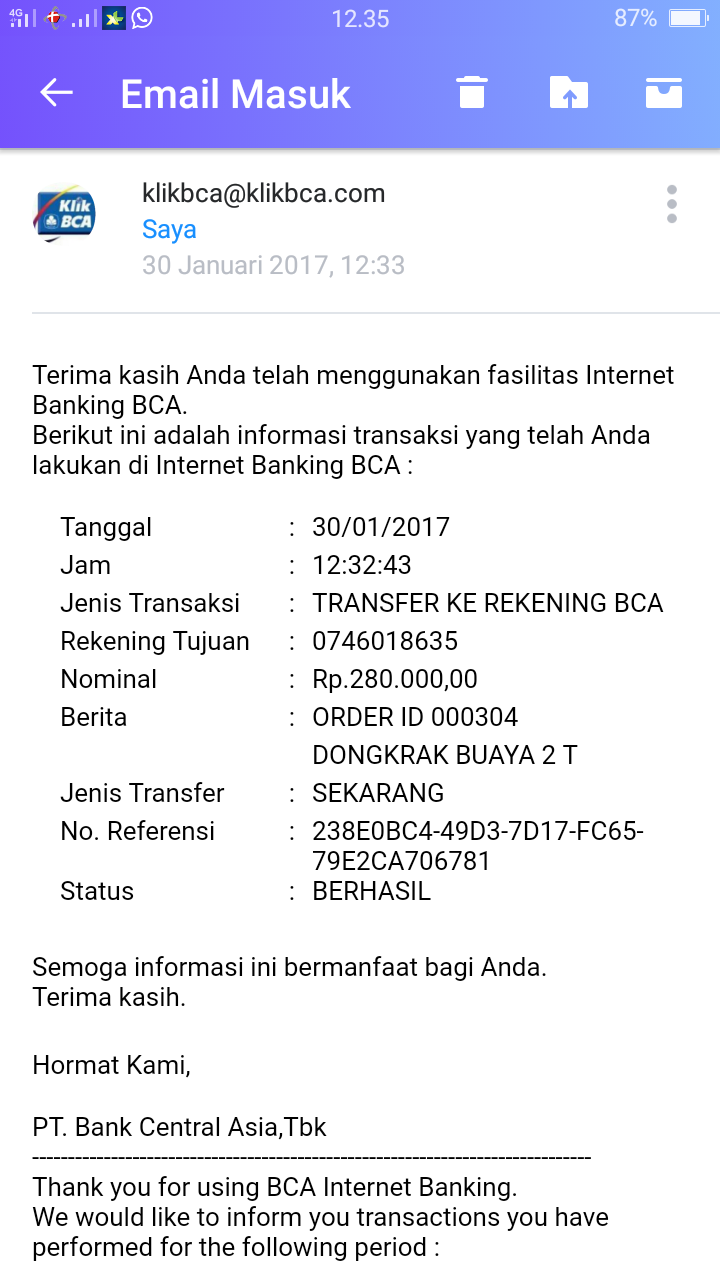 4G
12.35
87%
Email Masuk
Klik
BCA
klikbca@klikbca.com
Saya
30 Januari 2017, 12:33
Terima kasih Anda telah menggunakan fasilitas Internet
Banking BCA.
Berikut ini adalah informasi transaksi yang telah Anda
lakukan di Internet Banking BCA :
Tanggal : 30/01/2017
Jam : 12:32:43
Jenis Transaksi : TRANSFER KE REKENING BCA
Rekening Tujuan : 0746018635
Nominal : Rp.280.000,00
Berita : ORDER ID 000304
DONGKRAK BUAYA 2 T
Jenis Transfer : SEKARANG
No. Referensi : 238E0BC4-49D3-7D17-FC65-
79E2CA706781
Status : BERHASIL
Semoga informasi ini bermanfaat bagi Anda.
Terima kasih.
Hormat Kami,
PT. Bank Central Asia,Tbk
------------------------------------------------------------------------------
Thank you for using BCA Internet Banking.
We would like to inform you transactions you have
performed for the following period :